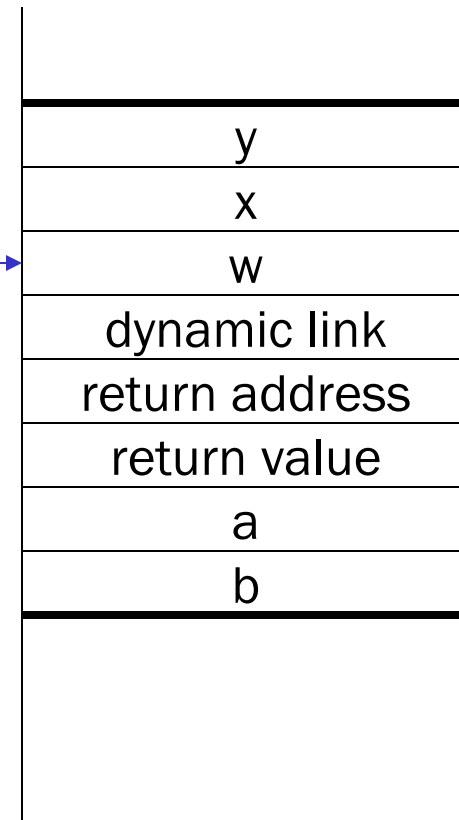 y
x
w
dynamic link
return address
return value
a
b